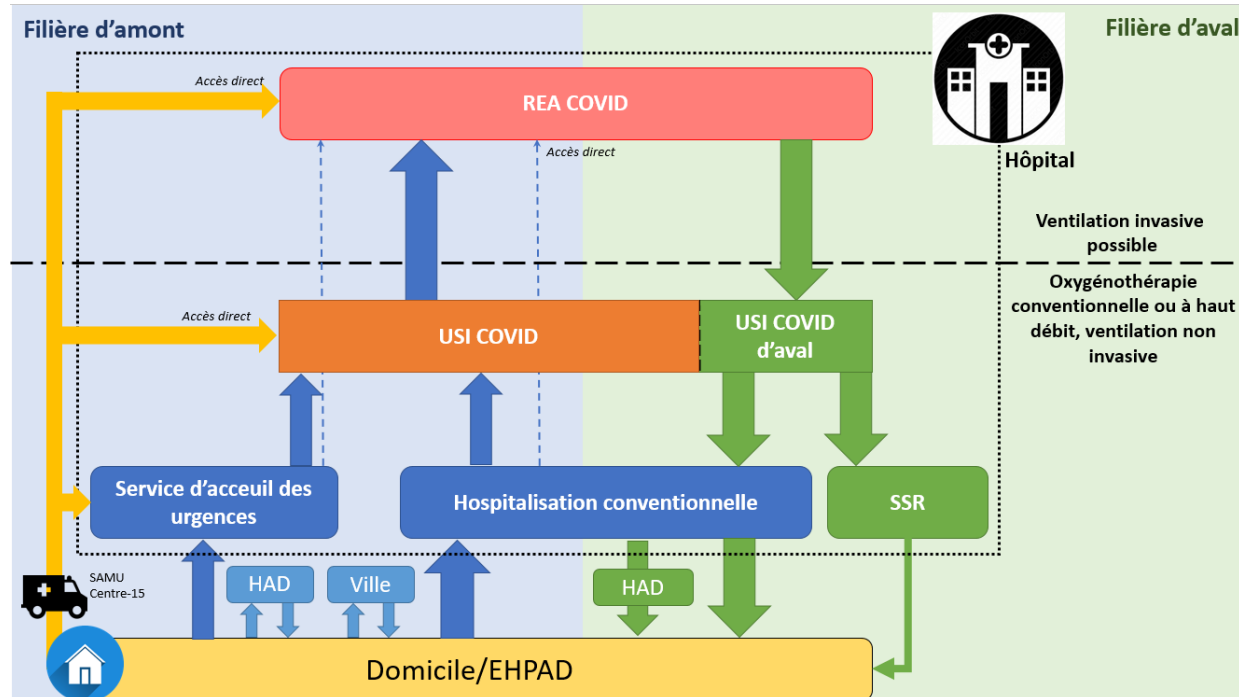 Filière d'amont
Filière d'aval
Accès direct
REA COVID
Accès direct
Hôpital
Ventilation invasive
possible
Oxygénothérapie
conventionnelle ou à haut
débit, ventilation non
invasive
Accès direct
USI COVID
USI COVID
d'aval
Service d'acceuil des
urgences
Hospitalisation conventionnelle
SSR
SAMU
Centre-15
HAD
Ville
HAD
Domicile/EHPAD